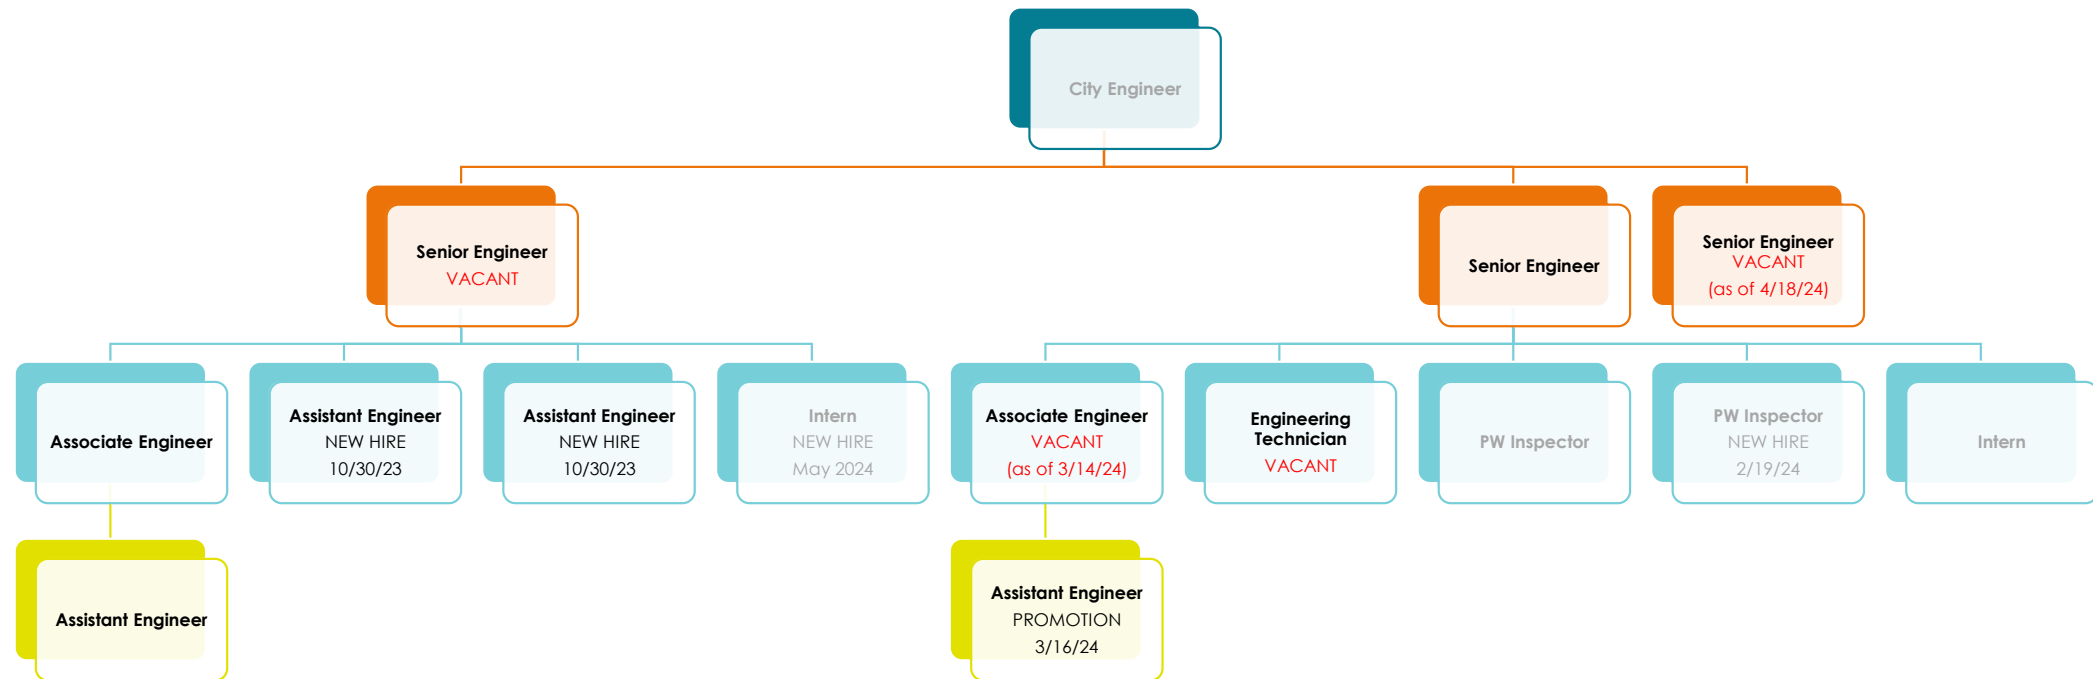 City Engineer
Senior Engineer
VACANT
Senior Engineer
Senior Engineer
VACANT
(as of 4/18/24)
Associate Engineer
Assistant Engineer
NEW HIRE
10/30/23
Assistant Engineer
NEW HIRE
10/30/23
Intern
NEW HIRE
May 2024
Associate Engineer
VACANT
(as of 3/14/24)
Engineering
Technician
VACANT
PW Inspector
PW Inspector
NEW HIRE
2/19/24
Intern
Assistant Engineer
Assistant Engineer
PROMOTION
3/16/24